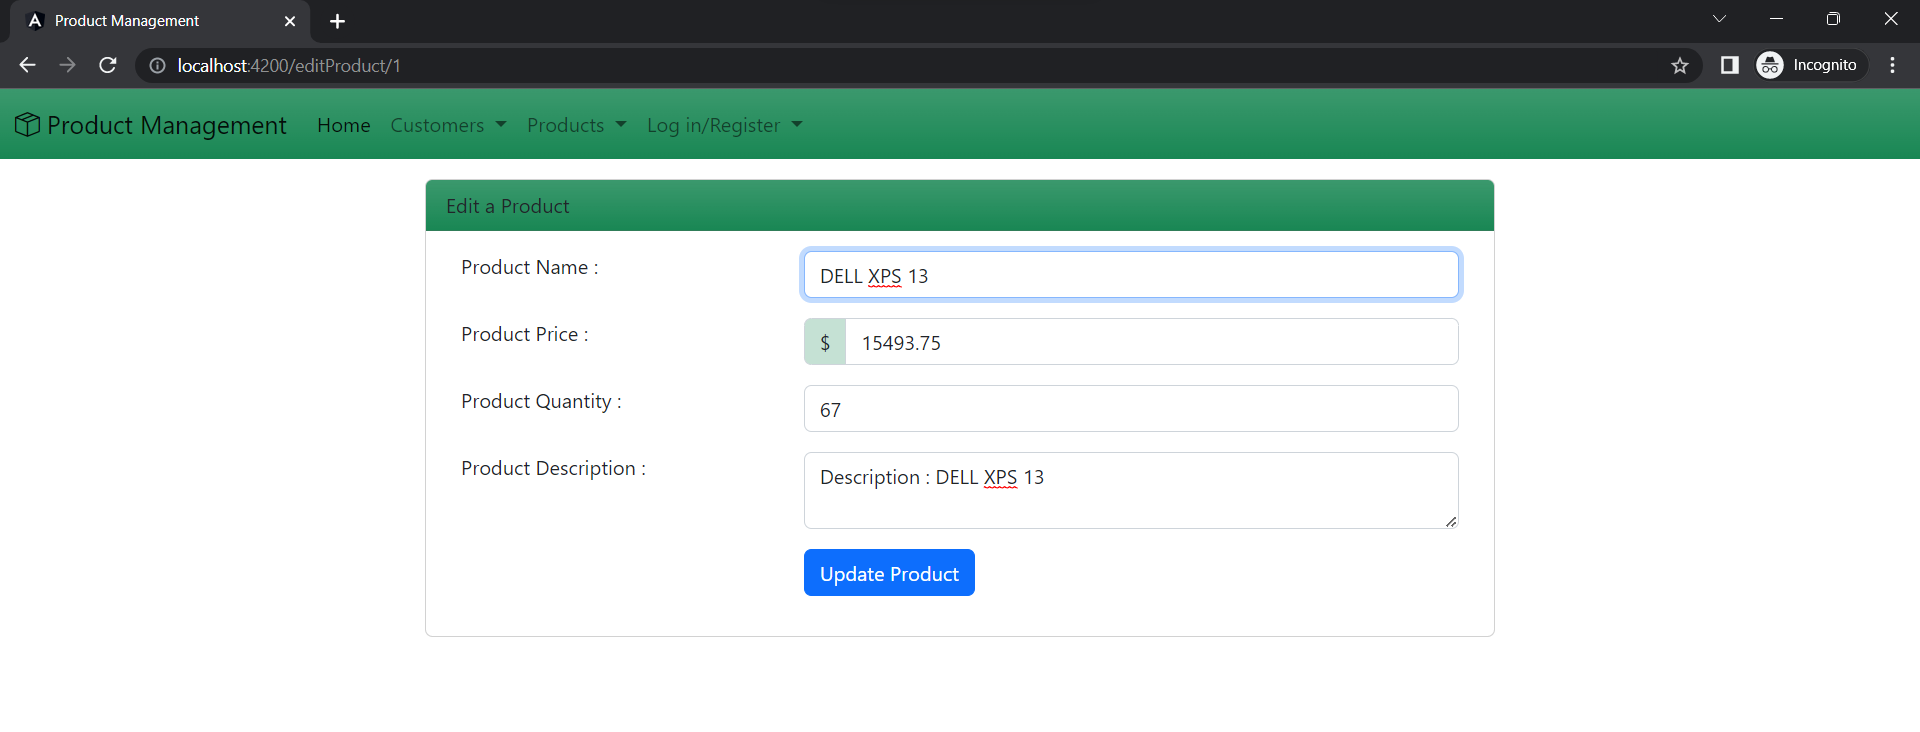 Product Management
localhost:4200/editProduct/1
Incognito
Product Management Home Customers Products Log in/Register
Edit a Product
Product Name :
DELL XPS 13
Product Price :
$ 15493.75
Product Quantity :
67
Product Description :
Description : DELL XPS 13
Update Product